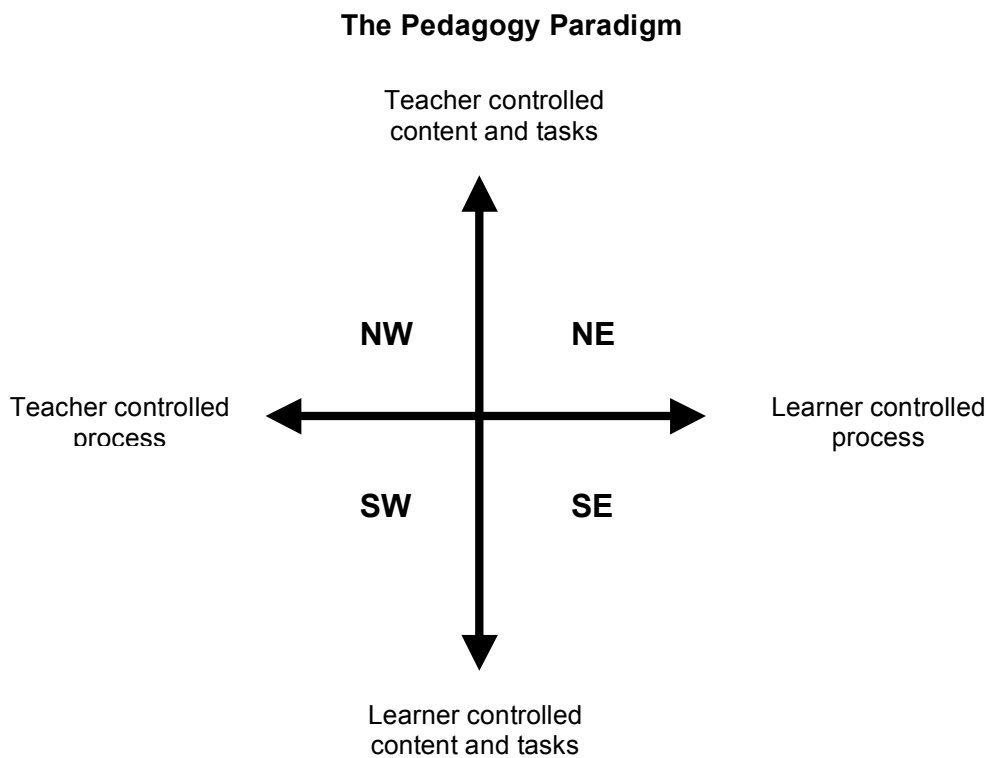 The Pedagogy Paradigm
Teacher controlled
content and tasks
NW
NE
Teacher controlled
process
Learner controlled
process
SW
SE
Learner controlled
content and tasks